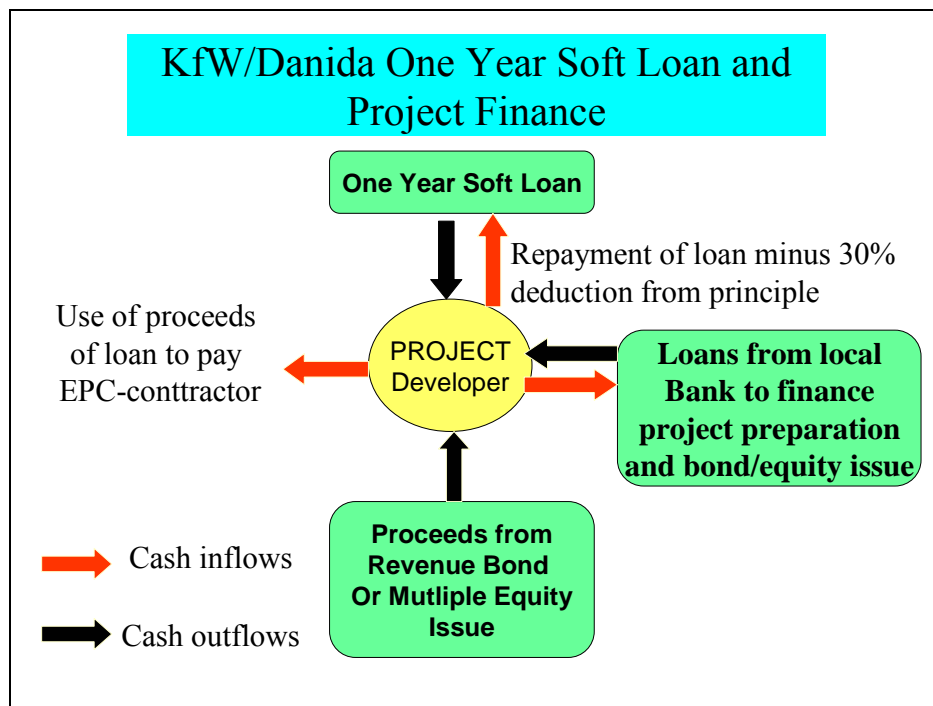 KfW/Danida One Year Soft Loan and
Project Finance
One Year Soft Loan
Repayment of loan minus 30%
deduction from principle
Use of proceeds
of loan to pay
EPC-conttractor
PROJECT
Developer
Loans from local
Bank to finance
project preparation
and bond/equity issue
Proceeds from
Revenue Bond
Or Mutliple Equity
Issue
Cash inflows
Cash outflows